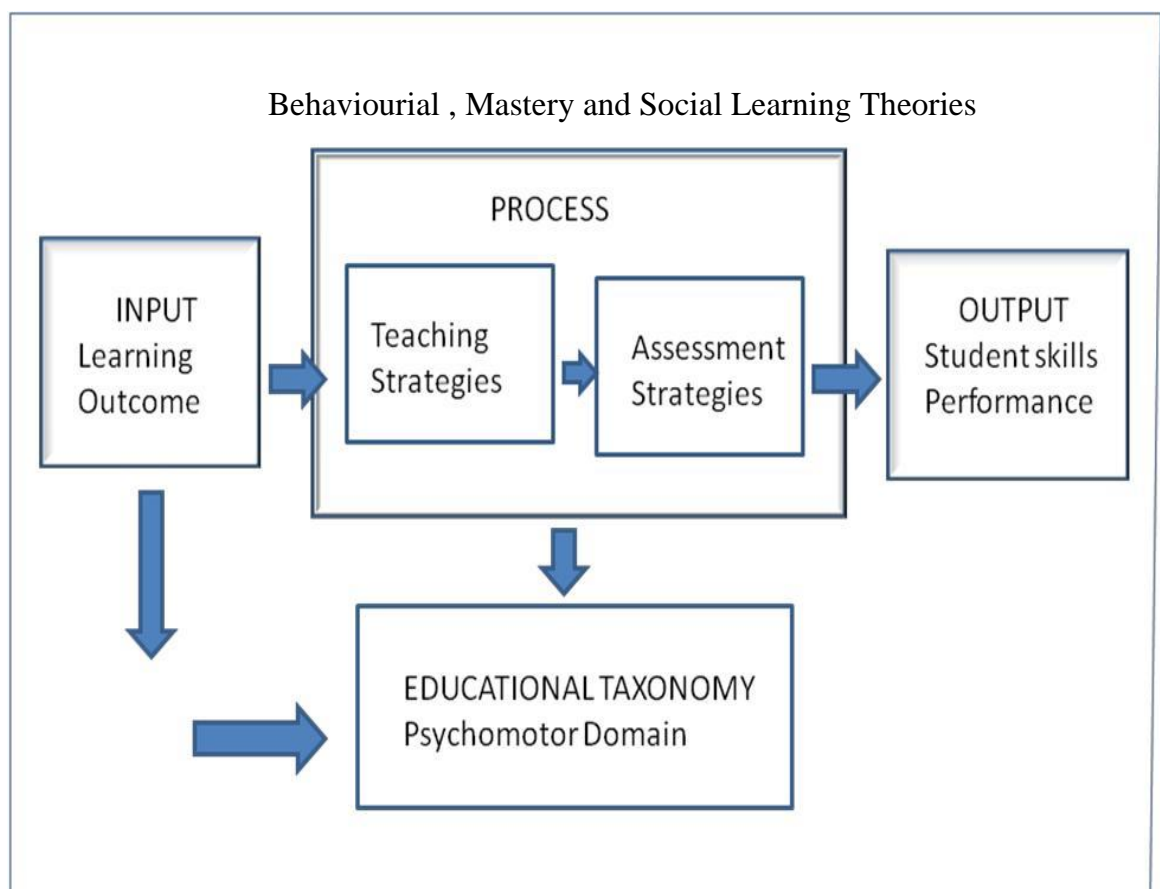 Behaviourial , Mastery and Social Learning Theories
PROCESS
INPUT
Learning
Outcome
Teaching
Strategies
Assessment
Strategies
OUTPUT
Student skills
Performance
EDUCATIONAL TAXONOMY
Psychomotor Domain